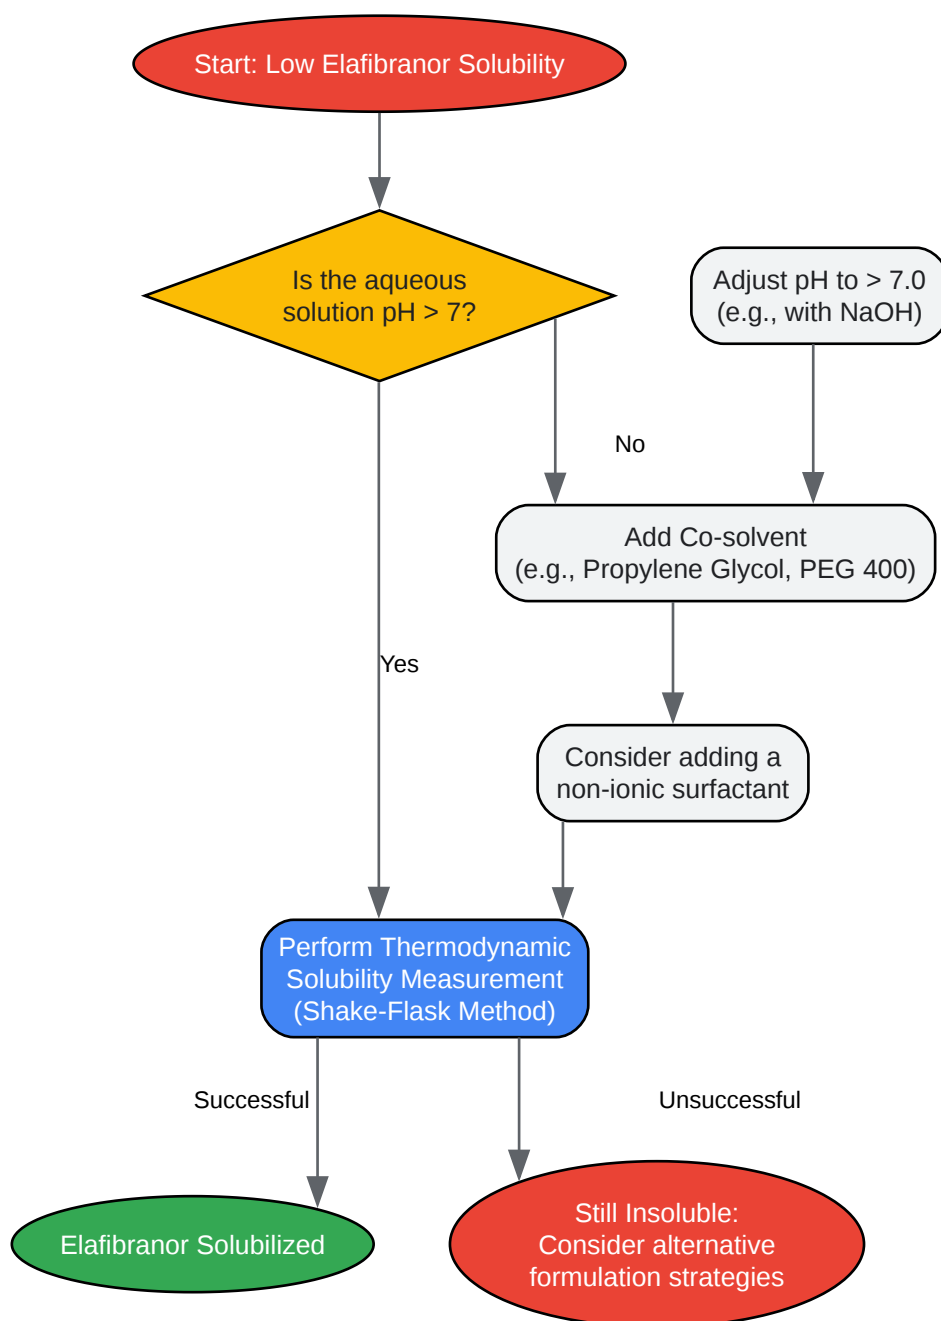 Start: Low Elafibranor Solubility
Is the aqueous
solution pH > 7?
Adjust pH to > 7.0
(e.g., with NaOH)
No
Add Co-solvent
(e.g., Propylene Glycol, PEG 400)
Yes
Consider adding a
non-ionic surfactant
Perform Thermodynamic
Solubility Measurement
(Shake-Flask Method)
Successful
Unsuccessful
Elafibranor Solubilized
Still Insoluble:
Consider alternative
formulation strategies